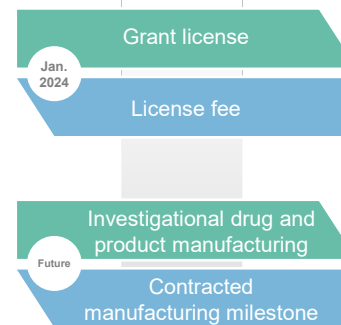 Grant license
Jan.
2024
License fee
Investigational drug and
product manufacturing
Future
Contracted
manufacturing milestone